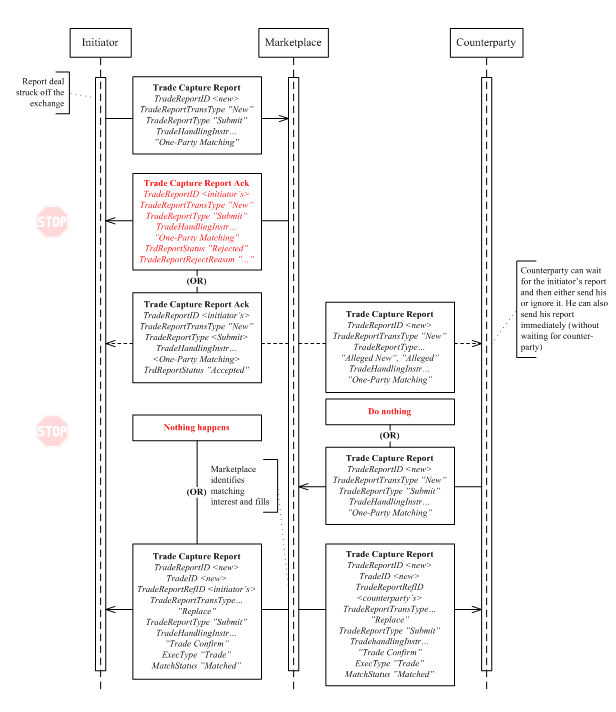 Initiator
Marketplace
Counterparty
Report deal
struck off the
exchange
Trade Capture Report
TradeReportID <new>
TradeReportTransType "New"
TradeReportType "Submit"
TradeHandlingInstr…
"One-Party Matching"
STOP
Trade Capture Report Ack
TradeReportID <initiator´s>
TradeReportTransType "New"
TradeReportType "Submit"
TradeHandlingInstr…
"One-Party Matching"
TrdReportStatus "Rejected"
TradeReportRejectReason "…"
(OR)
Trade Capture Report Ack
TradeReportID <initiator´s>
TradeReportTransType "New"
TradeReportType <Submit>
TradeHandlingInstr…
<One-Party Matching>
TrdReportStatus "Accepted"
Trade Capture Report
TradeReportID <new>
TradeReportTransType "New"
TradeReportType…
"Alleged New", "Alleged"
TradeHandlingInstr…
"One-Party Matching"
Counterparty can wait
for the initiator's report
and then either send his
or ignore it. He can also
send his report
immediately (without
waiting for counter-
party)
STOP
Nothing happens
Do nothing
(OR)
Trade Capture Report
TradeReportID <new>
TradeReportTransType "New"
TradeReportType "Submit"
TradeHandlingInstr…
"One-Party Matching"
(OR)
Marketplace
identifies
matching
interest and fills
Trade Capture Report
TradeReportID <new>
TradeID <new>
TradeReportRefID <initiator's>
TradeReportTransType…
"Replace"
TradeReportType "Submit"
TradeHandlingInstr…
"Trade Confirm"
ExecType "Trade"
MatchStatus "Matched"
Trade Capture Report
TradeReportID <new>
TradeID <new>
TradeReportRefID
<counterparty´s>
TradeReportTransType…
"Replace"
TradeReportType "Submit"
TradehandlingInstr…
"Trade Confirm"
ExecType "Trade"
MatchStatus "Matched"